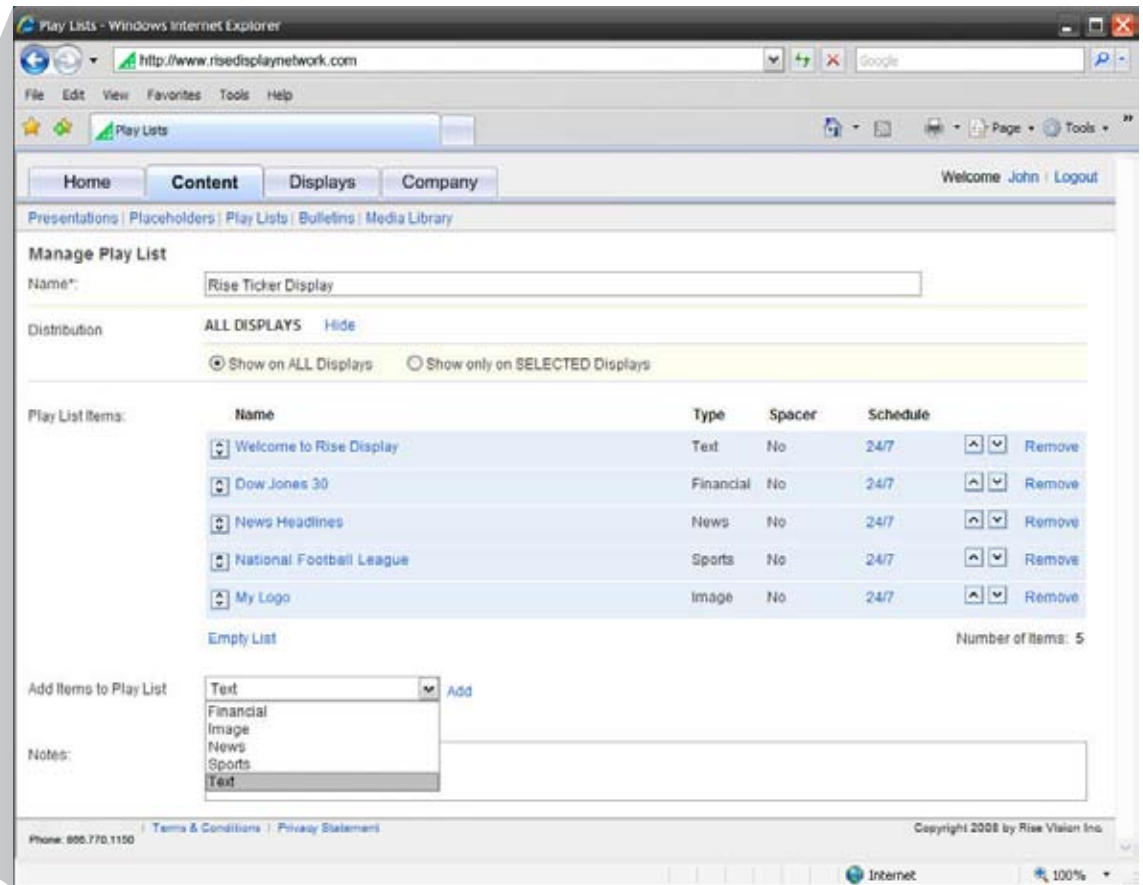 Play Lists - Windows Internet Explorer
http://www.risedisplaynetwork.com
Google
File Edit View Favorites Tools Help
Play Lists
Page Tools
Home Content Displays Company Welcome John | Logout
Presentations | Placeholders | Play Lists | Bulletins | Media Library
Manage Play List
Name*: Rise Ticker Display
Distribution ALL DISPLAYS Hide
Show on ALL Displays Show only on SELECTED Displays
Play List Items: Name Type Spacer Schedule
Welcome to Rise Display Text No 24/7 Remove
Dow Jones 30 Financial No 24/7 Remove
News Headlines News No 24/7 Remove
National Football League Sports No 24/7 Remove
My Logo Image No 24/7 Remove
Empty List Number of Items: 5
Add Items to Play List Text Add
Financial
Image
News
Sports
Text
Notes:
Phone: 866.770.1150 | Terms & Conditions | Privacy Statement Copyright 2008 by Rise Vision Inc.
Internet 100%